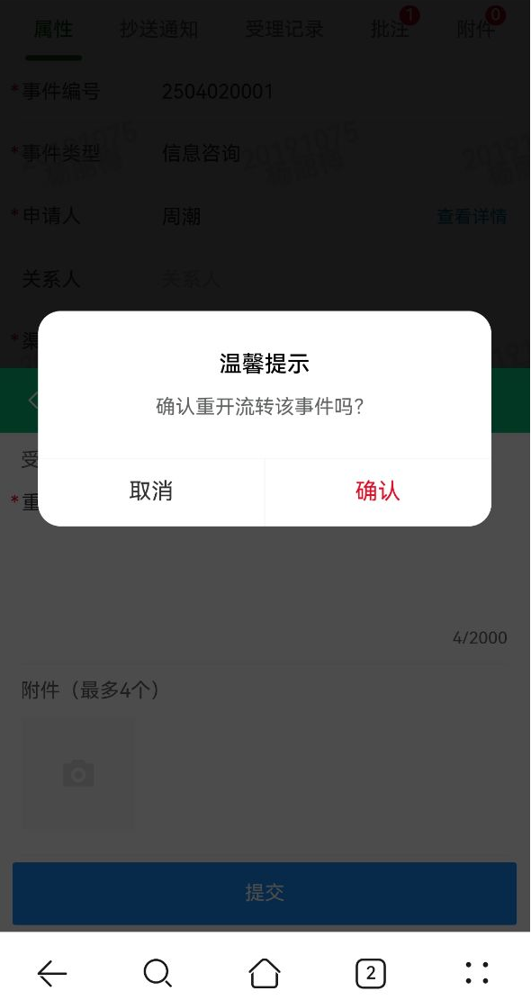 属性 抄送通知 受理记录 批注 1 附件 0
*事件编号 2504020001
*事件类型 信息咨询
*申请人 周潮 查看详情
关系人 关系人
*渠
温馨提示
确认重开流转该事件吗？
受
取消 确认
*重
4/2000
附件（最多4个）
提交
2